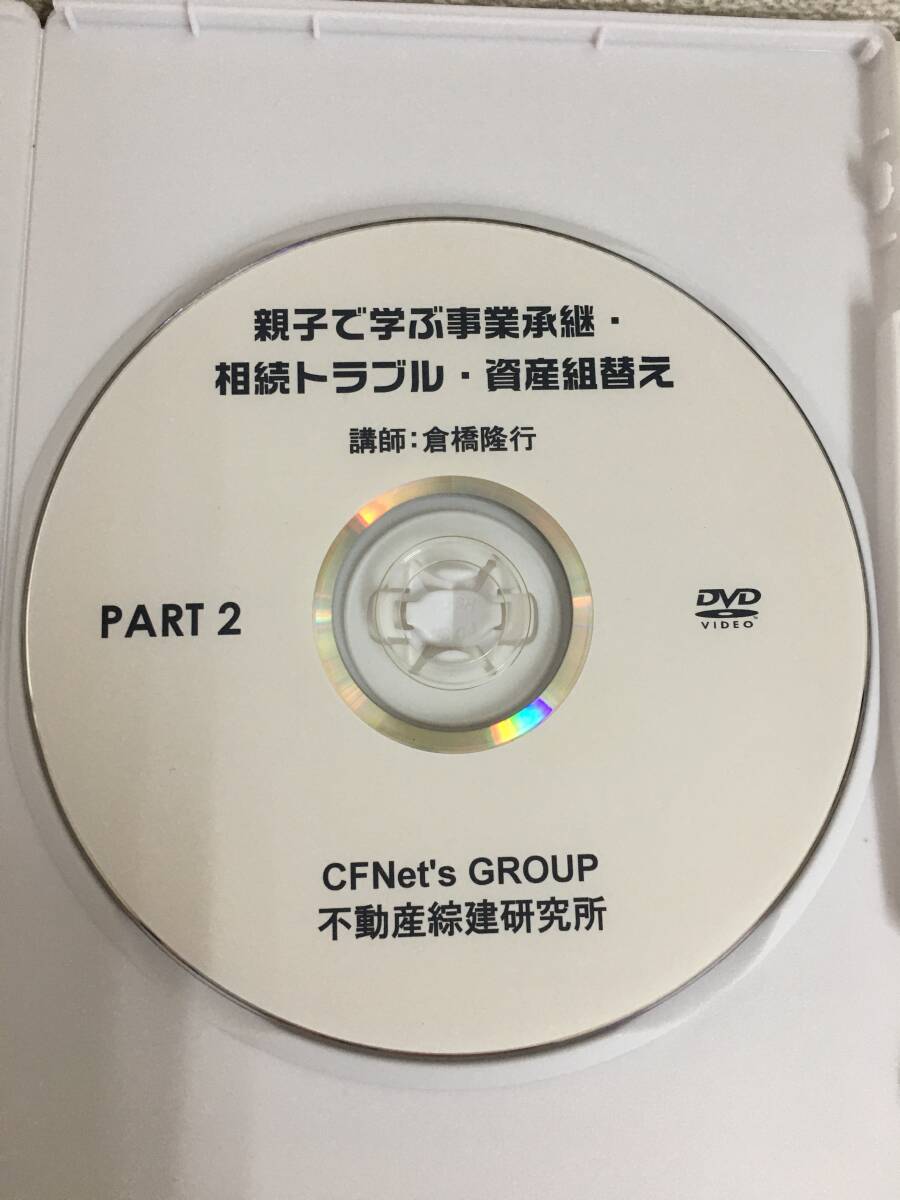 親子で学ぶ事業承継・
相続トラブル・資産組替え
講師：倉橋隆行
PART 2
DVD
VIDEO
TM
CFNet's GROUP
不動産綜建研究所